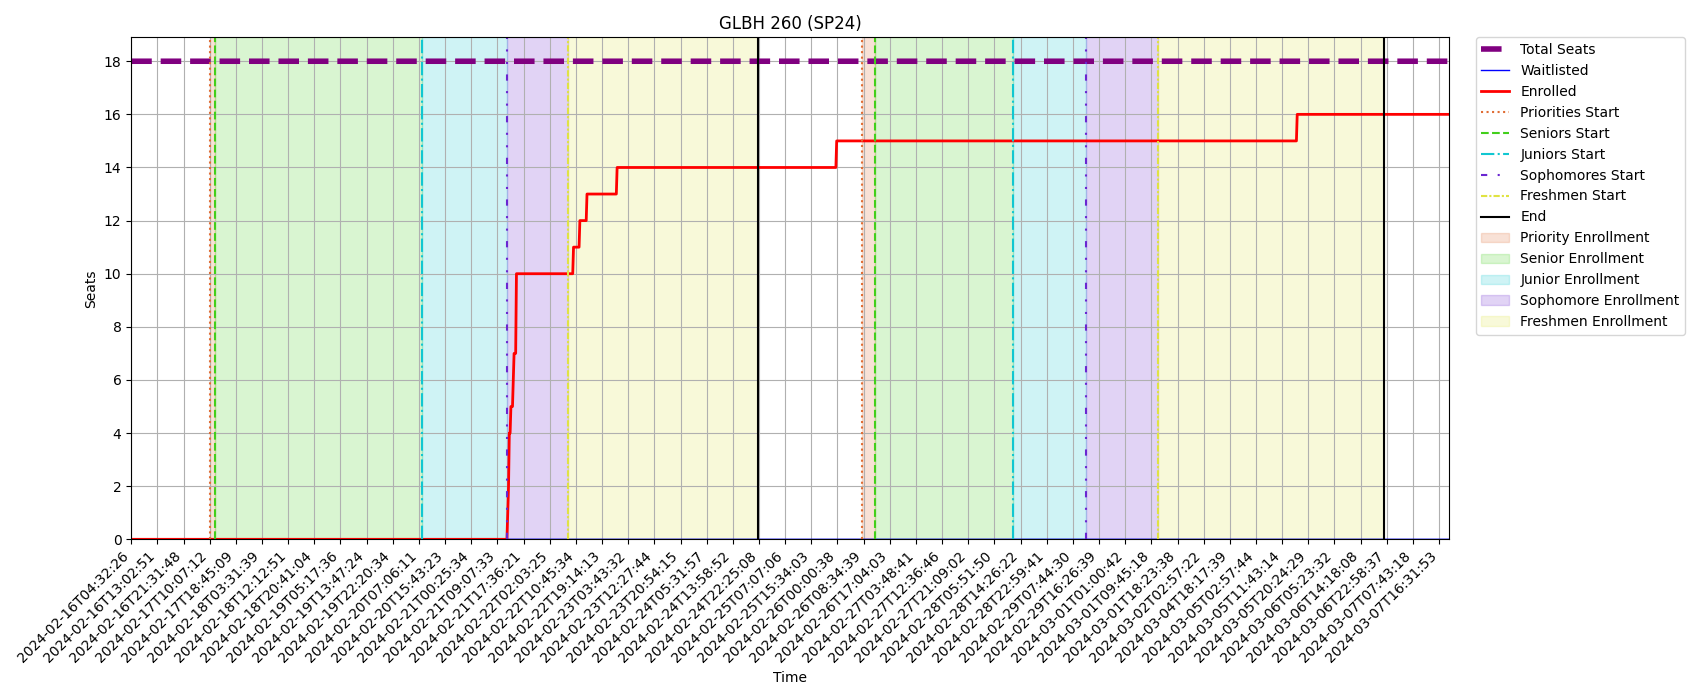 GLBH 260 (SP24)
Seats
18
16
14
12
10
8
6
4
2
0
2024-02-16T04:32:26
2024-02-16T13:02:51
2024-02-16T21:31:48
2024-02-17T10:07:12
2024-02-17T18:45:09
2024-02-18T03:31:39
2024-02-18T12:12:51
2024-02-18T20:41:04
2024-02-19T05:17:36
2024-02-19T13:47:24
2024-02-19T22:20:34
2024-02-20T07:06:11
2024-02-20T15:43:23
2024-02-21T00:25:34
2024-02-21T09:07:33
2024-02-21T17:36:21
2024-02-22T02:03:25
2024-02-22T10:45:34
2024-02-22T19:14:13
2024-02-23T03:43:32
2024-02-23T12:27:44
2024-02-23T20:54:15
2024-02-24T05:31:57
2024-02-24T13:58:52
2024-02-24T22:25:08
2024-02-25T07:07:06
2024-02-25T15:34:03
2024-02-26T00:00:38
2024-02-26T08:34:39
2024-02-26T17:04:03
2024-02-27T03:48:41
2024-02-27T12:36:46
2024-02-27T21:09:02
2024-02-28T05:51:50
2024-02-28T14:26:22
2024-02-28T22:59:41
2024-02-29T07:44:30
2024-02-29T16:26:39
2024-03-01T01:00:42
2024-03-01T09:45:18
2024-03-01T18:23:38
2024-03-02T02:57:22
2024-03-04T18:17:39
2024-03-05T02:57:44
2024-03-05T11:43:14
2024-03-05T20:24:29
2024-03-06T05:23:32
2024-03-06T14:18:08
2024-03-06T22:58:37
2024-03-07T07:43:18
2024-03-07T16:31:53
Time
Total Seats
Waitlisted
Enrolled
Priorities Start
Seniors Start
Juniors Start
Sophomores Start
Freshmen Start
End
Priority Enrollment
Senior Enrollment
Junior Enrollment
Sophomore Enrollment
Freshmen Enrollment